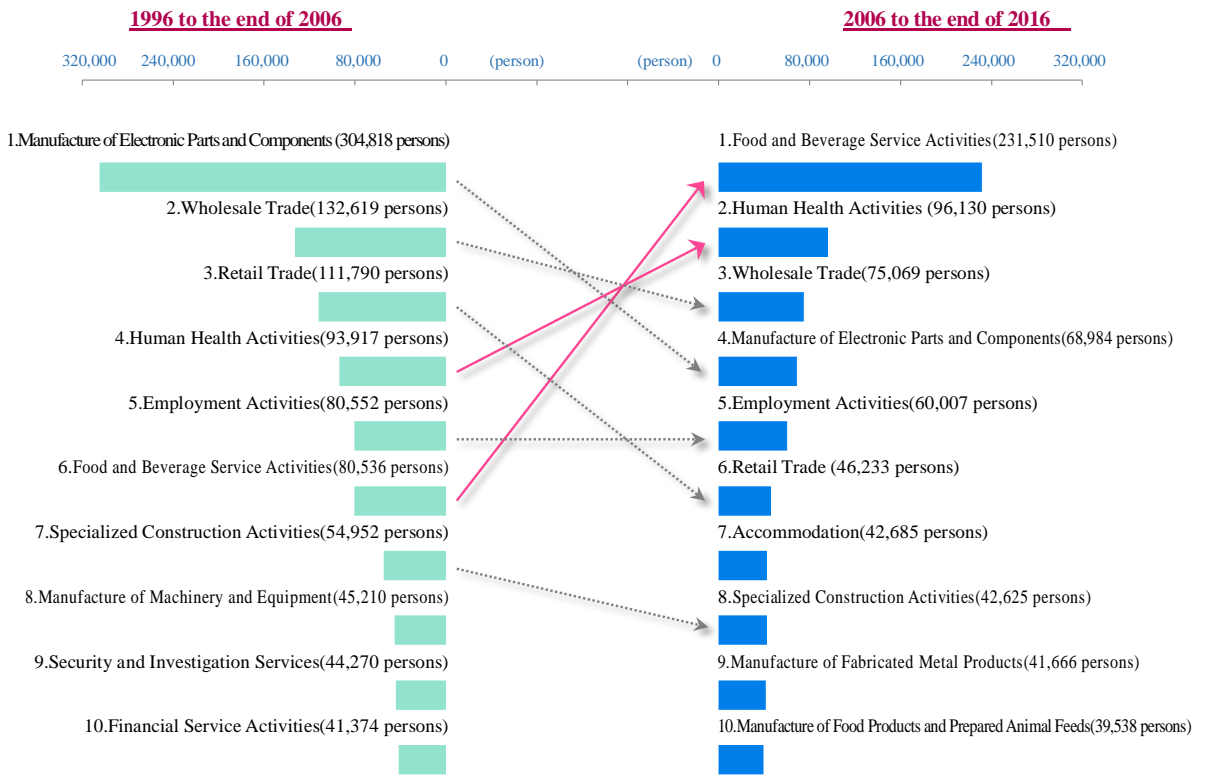 1996 to the end of 2006
2006 to the end of 2016
320,000 240,000 160,000 80,000 0 (person)
(person) 0 80,000 160,000 240,000 320,000
1.Manufacture of Electronic Parts and Components (304,818 persons)
2.Wholesale Trade(132,619 persons)
3.Retail Trade(111,790 persons)
4.Human Health Activities(93,917 persons)
5.Employment Activities(80,552 persons)
6.Food and Beverage Service Activities(80,536 persons)
7.Specialized Construction Activities(54,952 persons)
8.Manufacture of Machinery and Equipment(45,210 persons)
9.Security and Investigation Services(44,270 persons)
10.Financial Service Activities(41,374 persons)
1.Food and Beverage Service Activities(231,510 persons)
2.Human Health Activities (96,130 persons)
3.Wholesale Trade(75,069 persons)
4.Manufacture of Electronic Parts and Components(68,984 persons)
5.Employment Activities(60,007 persons)
6.Retail Trade (46,233 persons)
7.Accommodation(42,685 persons)
8.Specialized Construction Activities(42,625 persons)
9.Manufacture of Fabricated Metal Products(41,666 persons)
10.Manufacture of Food Products and Prepared Animal Feeds(39,538 persons)